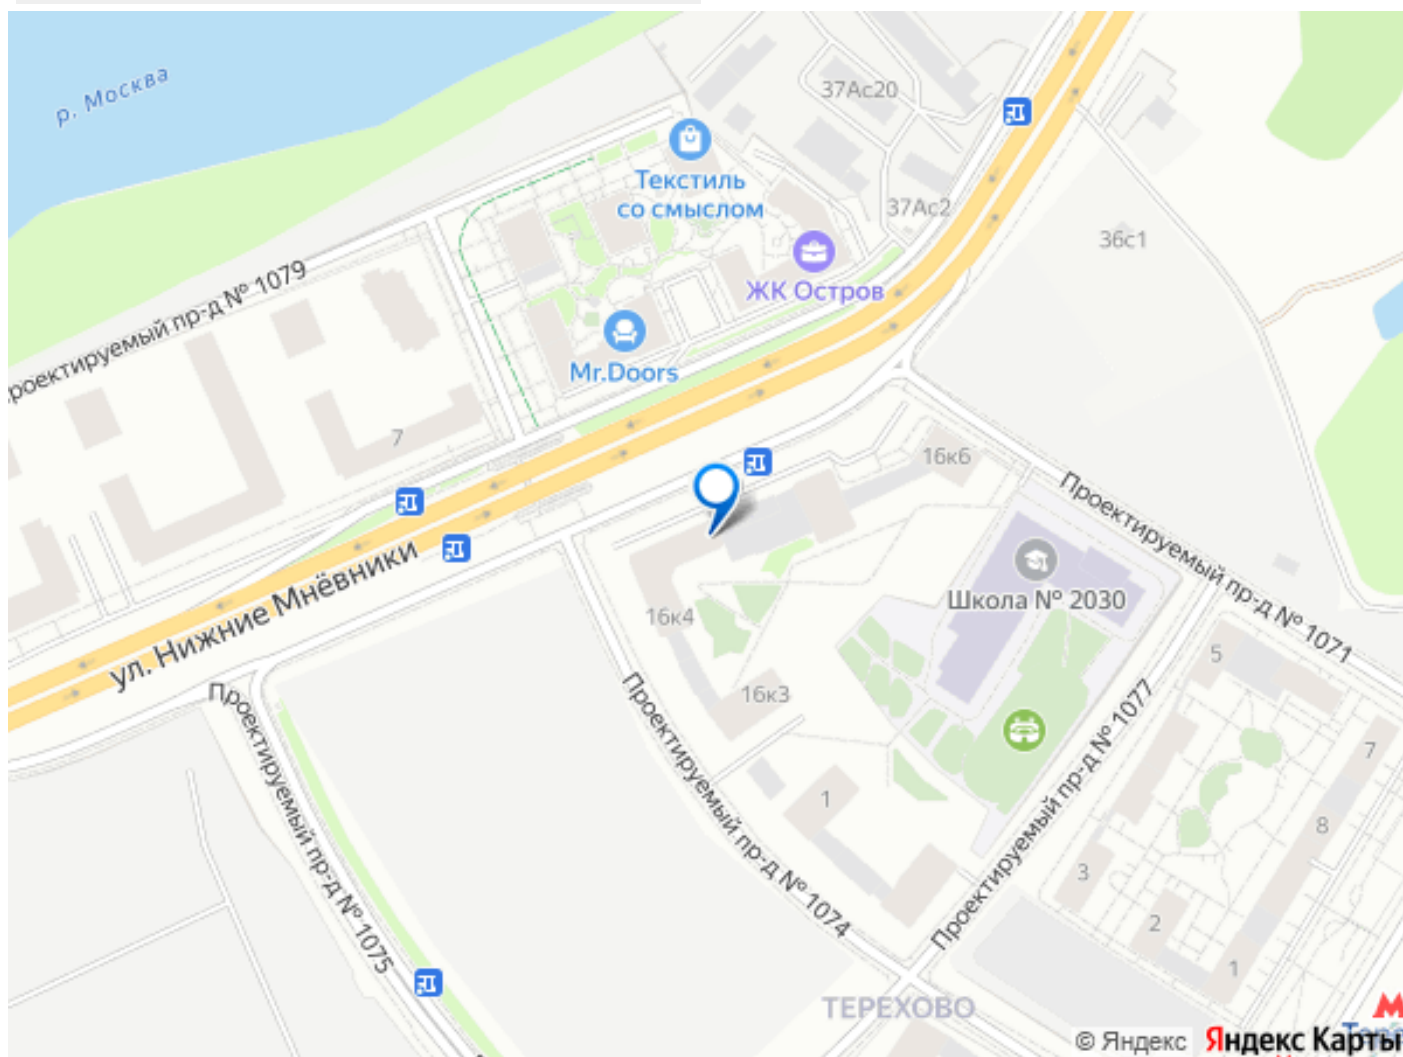 р. Москва
37Ас20
Текстиль
со смыслом
37Ас2
36с1
ЖК Остров
Проектируемый пр-д № 1079
Mr.Doors
7
16к6
Проектируемый пр-д № 1071
ул. Нижние Мнёвники
Школа № 2030
16к4
16к3
5
Проектируемый пр-д № 1075
Проектируемый пр-д № 1074
Проектируемый пр-д № 1077
7
1
8
3
2
1
ТЕРЕХОВО
© Яндекс
Яндекс Карты